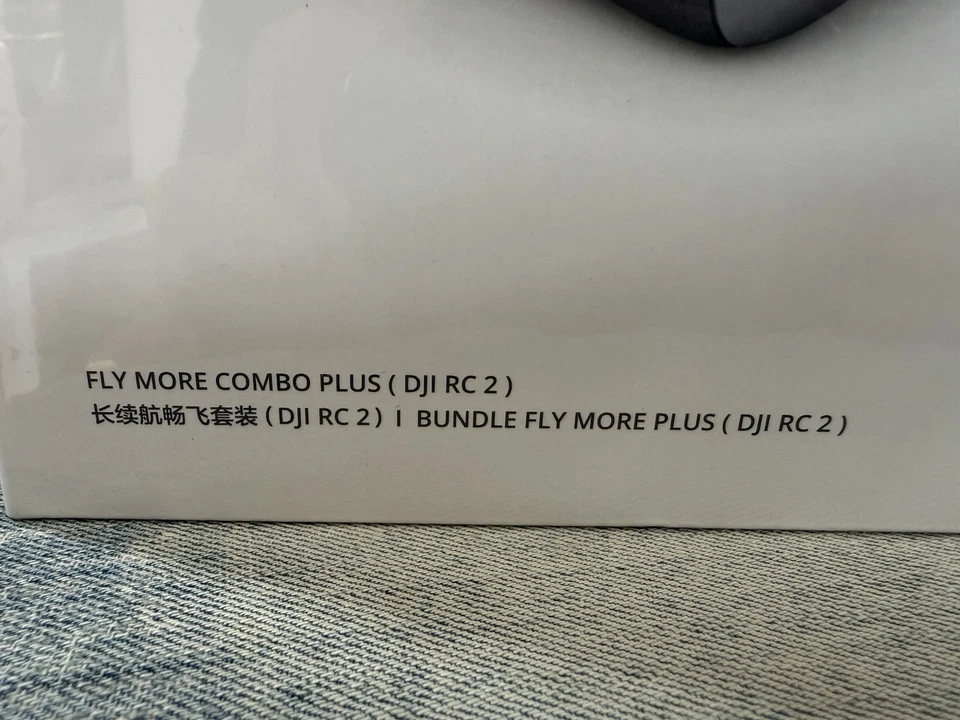 FLY MORE COMBO PLUS ( DJI RC 2 )
长续航畅飞套装 ( DJI RC 2 ) I BUNDLE FLY MORE PLUS ( DJI RC 2 )